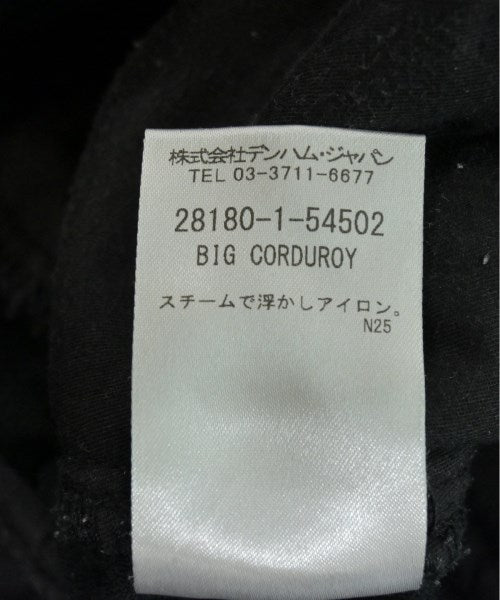 株式会社デンハム・ジャパン
TEL 03-3711-6677
28180-1-54502
BIG CORDUROY
スチームで浮かしアイロン。
N25